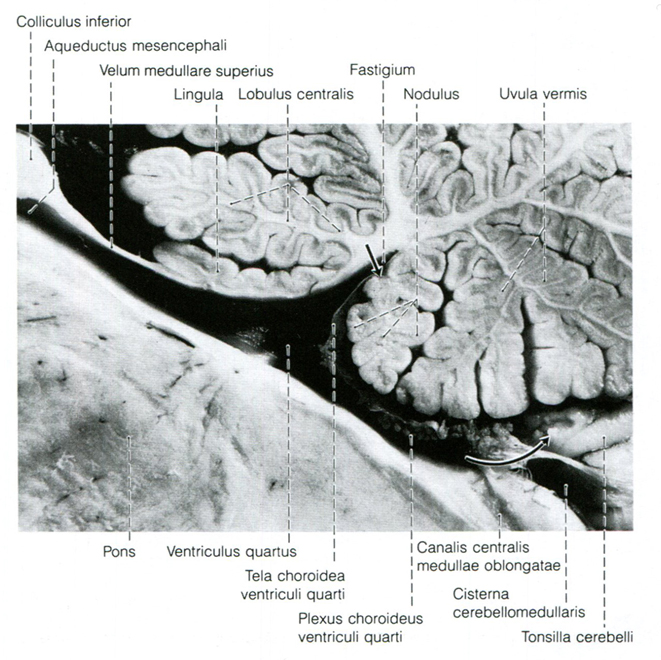 Colliculus inferior
Aqueductus mesencephali
Velum medullare superius
Fastigium
Lingula
Lobulus centralis
Nodulus
Uvula vermis
Pons
Ventriculus quartus
Tela choroidea
ventriculi quarti
Plexus choroideus
ventriculi quarti
Canalis centralis
medullae oblongatae
Cisterna
cerebellomedullaris
Tonsilla cerebelli